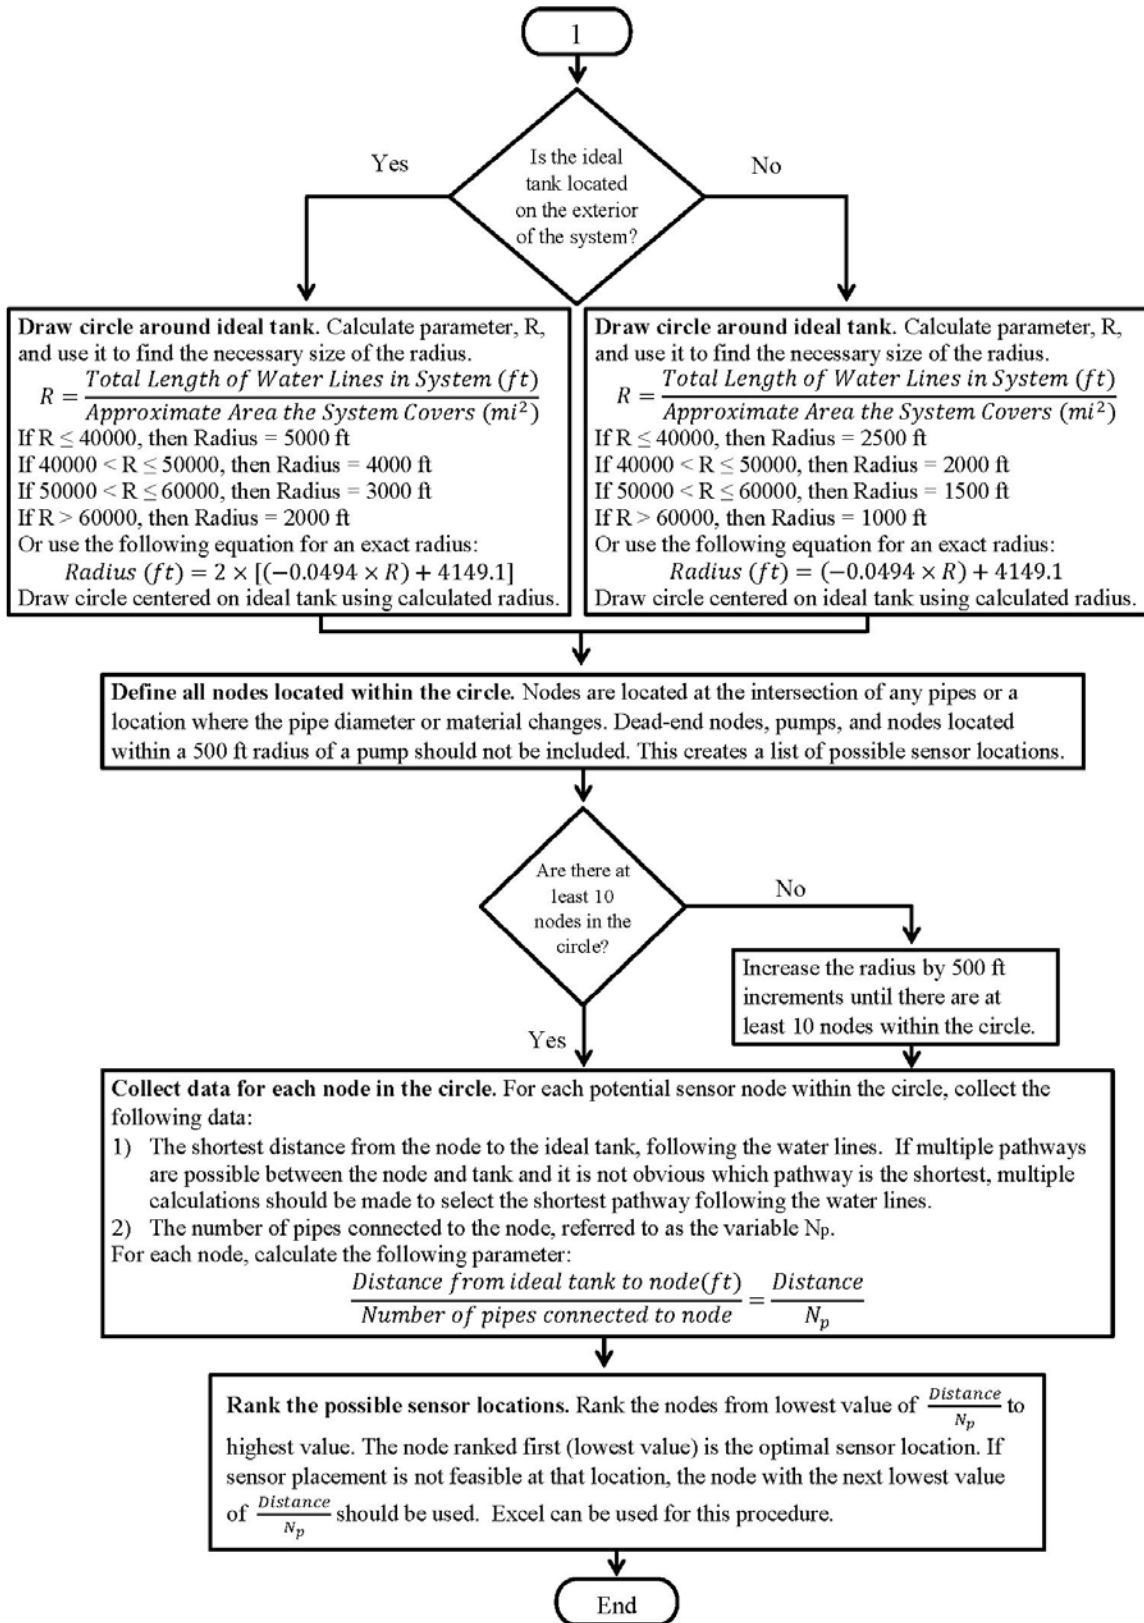 1
Is the ideal
tank located
on the exterior
of the system?
Yes
No
Draw circle around ideal tank. Calculate parameter, R,
and use it to find the necessary size of the radius.
R = Total Length of Water Lines in System (ft) / Approximate Area the System Covers (mi²)
If R ≤ 40000, then Radius = 5000 ft
If 40000 < R ≤ 50000, then Radius = 4000 ft
If 50000 < R ≤ 60000, then Radius = 3000 ft
If R > 60000, then Radius = 2000 ft
Or use the following equation for an exact radius:
Radius (ft) = 2 × [(−0.0494 × R) + 4149.1]
Draw circle centered on ideal tank using calculated radius.
Draw circle around ideal tank. Calculate parameter, R,
and use it to find the necessary size of the radius.
R = Total Length of Water Lines in System (ft) / Approximate Area the System Covers (mi²)
If R ≤ 40000, then Radius = 2500 ft
If 40000 < R ≤ 50000, then Radius = 2000 ft
If 50000 < R ≤ 60000, then Radius = 1500 ft
If R > 60000, then Radius = 1000 ft
Or use the following equation for an exact radius:
Radius (ft) = (−0.0494 × R) + 4149.1
Draw circle centered on ideal tank using calculated radius.
Define all nodes located within the circle. Nodes are located at the intersection of any pipes or a
location where the pipe diameter or material changes. Dead-end nodes, pumps, and nodes located
within a 500 ft radius of a pump should not be included. This creates a list of possible sensor locations.
Are there at
least 10
nodes in the
circle?
No
Increase the radius by 500 ft
increments until there are at
least 10 nodes within the circle.
Yes
Collect data for each node in the circle. For each potential sensor node within the circle, collect the
following data:
1) The shortest distance from the node to the ideal tank, following the water lines. If multiple pathways
are possible between the node and tank and it is not obvious which pathway is the shortest, multiple
calculations should be made to select the shortest pathway following the water lines.
2) The number of pipes connected to the node, referred to as the variable Np.
For each node, calculate the following parameter:
Distance from ideal tank to node(ft) / Number of pipes connected to node = Distance / Np
Rank the possible sensor locations. Rank the nodes from lowest value of Distance / Np to
highest value. The node ranked first (lowest value) is the optimal sensor location. If
sensor placement is not feasible at that location, the node with the next lowest value
of Distance / Np should be used. Excel can be used for this procedure.
End